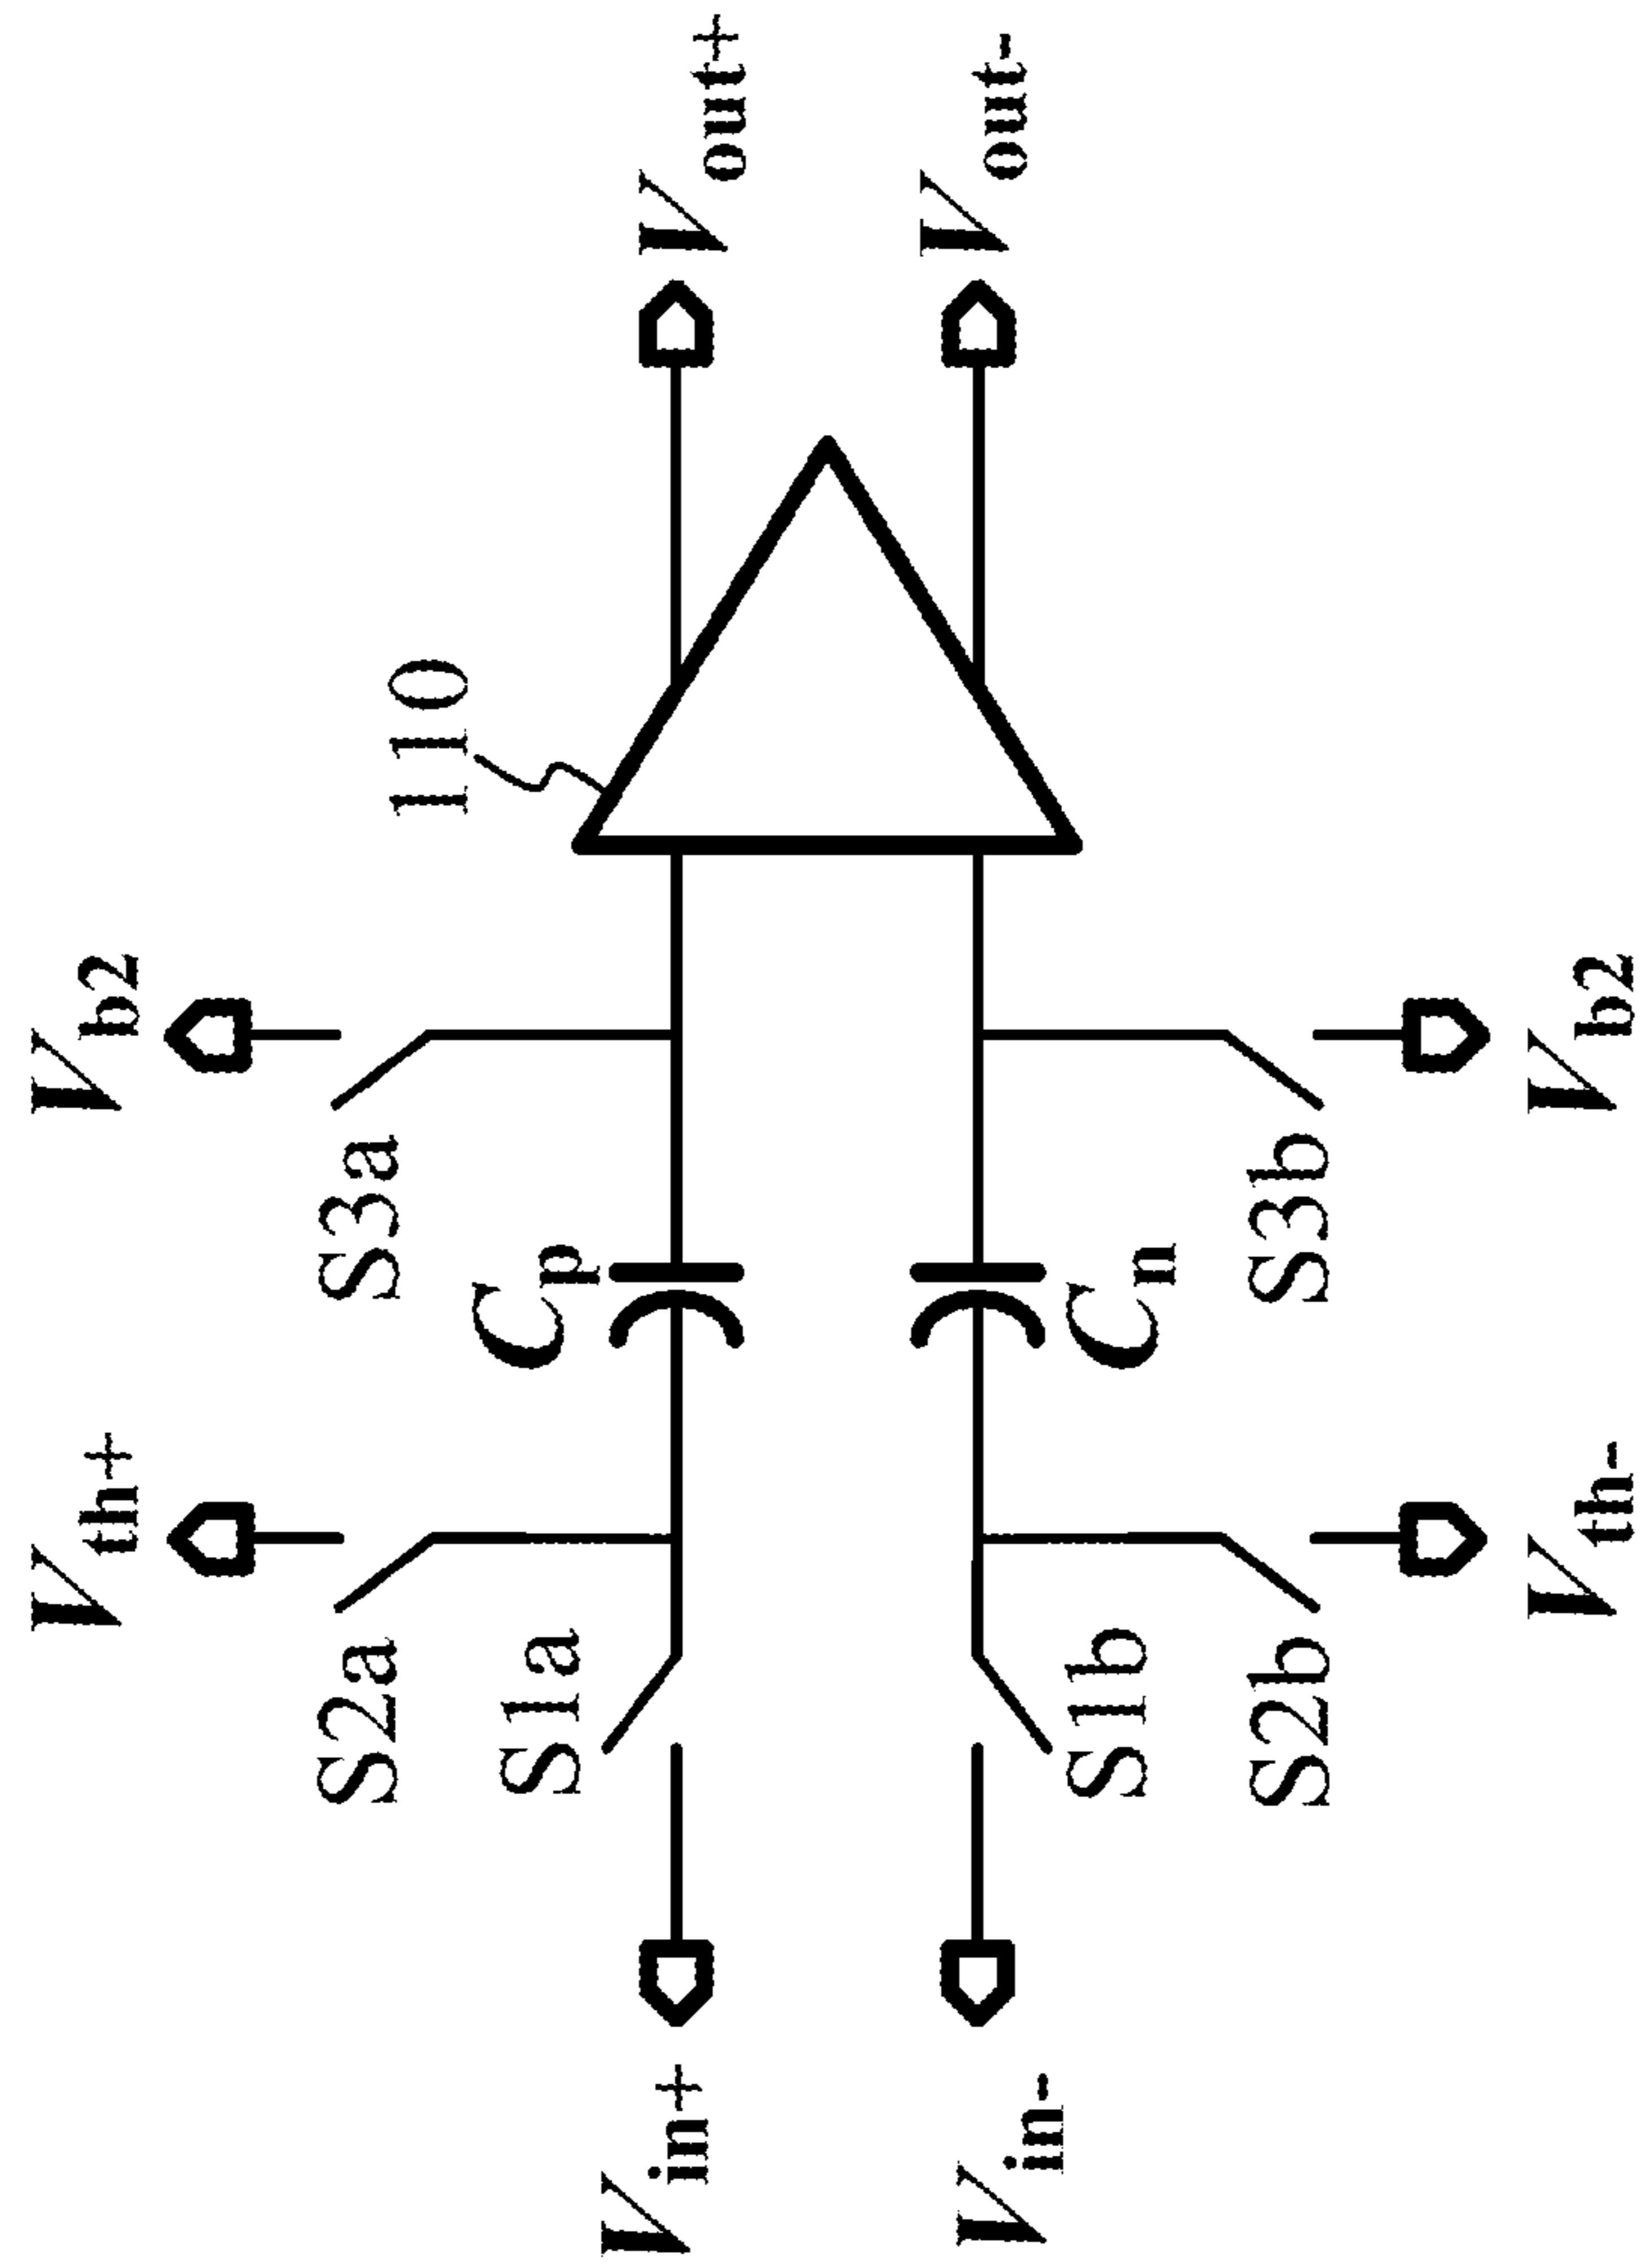 Vth+
Vb2
S2a
S3a
110
S1a
Cp
Vin+
Vout+
Vin-
Vout-
S1b
Cn
S2b
S3b
Vth-
Vb2